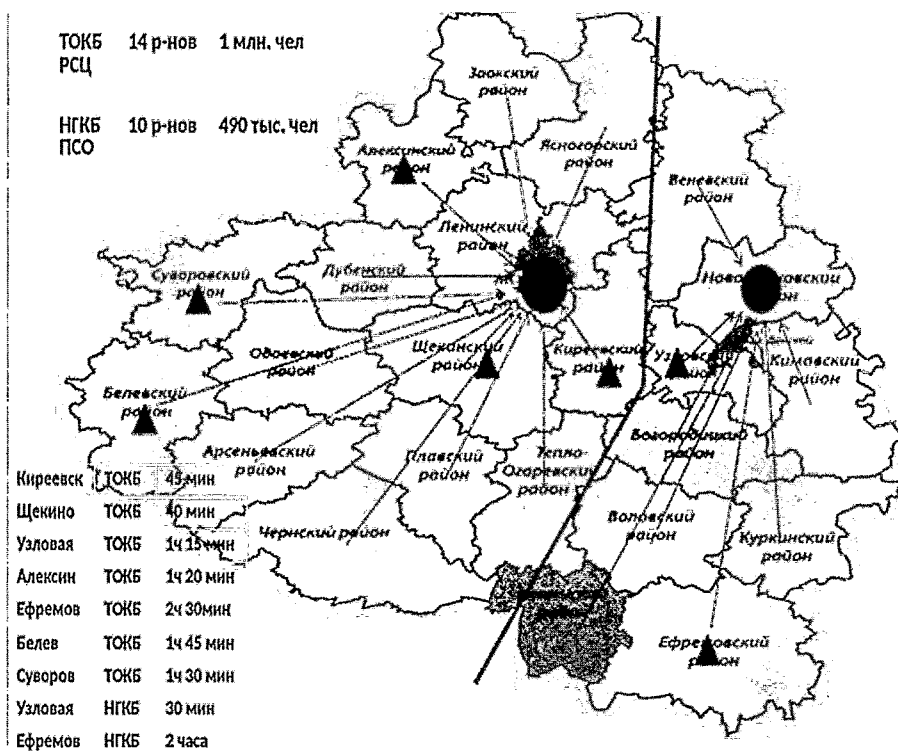 ТОКБ 14 р-нов 1 млн. чел
РСЦ
НГКБ 10 р-нов 490 тыс. чел
ПСО
Заокский
район
Ясногорский
район
Алексинский
район
Веневский
район
Ленинский
район
Суворовский
район
Дубенский
район
Щекинский
район
Киреевский
район
Узловский
район
Кимовский
район
Одоевский
район
Белевский
район
Арсеньевский
район
Плавский
район
Тепло-
Огаревский
район
Богородицкий
район
Чернский район
Воловский
район
Куркинский
район
Ефремовский
район
Киреевск ТОКБ 45 мин
Щекино ТОКБ 40 мин
Узловая ТОКБ 1ч 15 мин
Алексин ТОКБ 1ч 20 мин
Ефремов ТОКБ 2ч 30мин
Белев ТОКБ 1ч 45 мин
Суворов ТОКБ 1ч 30 мин
Узловая НГКБ 30 мин
Ефремов НГКБ 2 часа